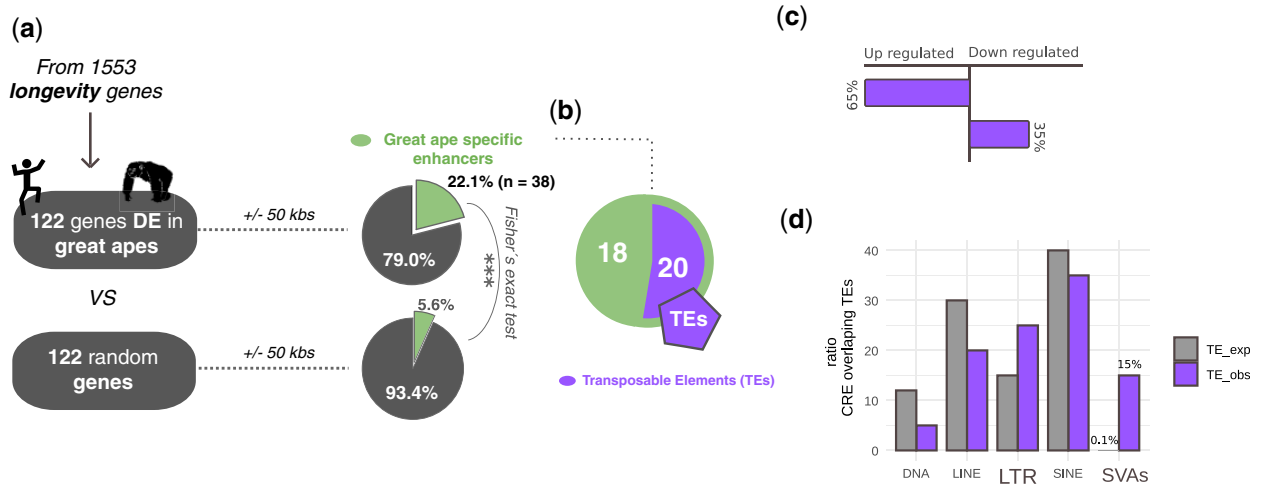 (a)
From 1553
longevity genes
122 genes DE in
great apes
VS
122 random
genes
+/- 50 kbs
+/- 50 kbs
Great ape specific
enhancers
22.1% (n = 38)
79.0%
5.6%
93.4%
Fisher´s exact test
***
(b)
18
20
TEs
Transposable Elements (TEs)
(c)
Up regulated
Down regulated
65%
35%
(d)
ratio
CRE overlaping TEs
40
30
20
10
0
0.1%
15%
DNA
LINE
LTR
SINE
SVAs
TE_exp
TE_obs